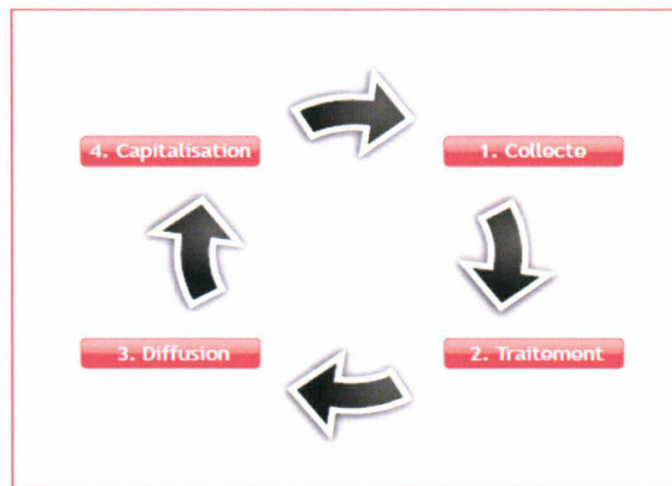 4. Capitalisation
1. Collecte
3. Diffusion
2. Traitement